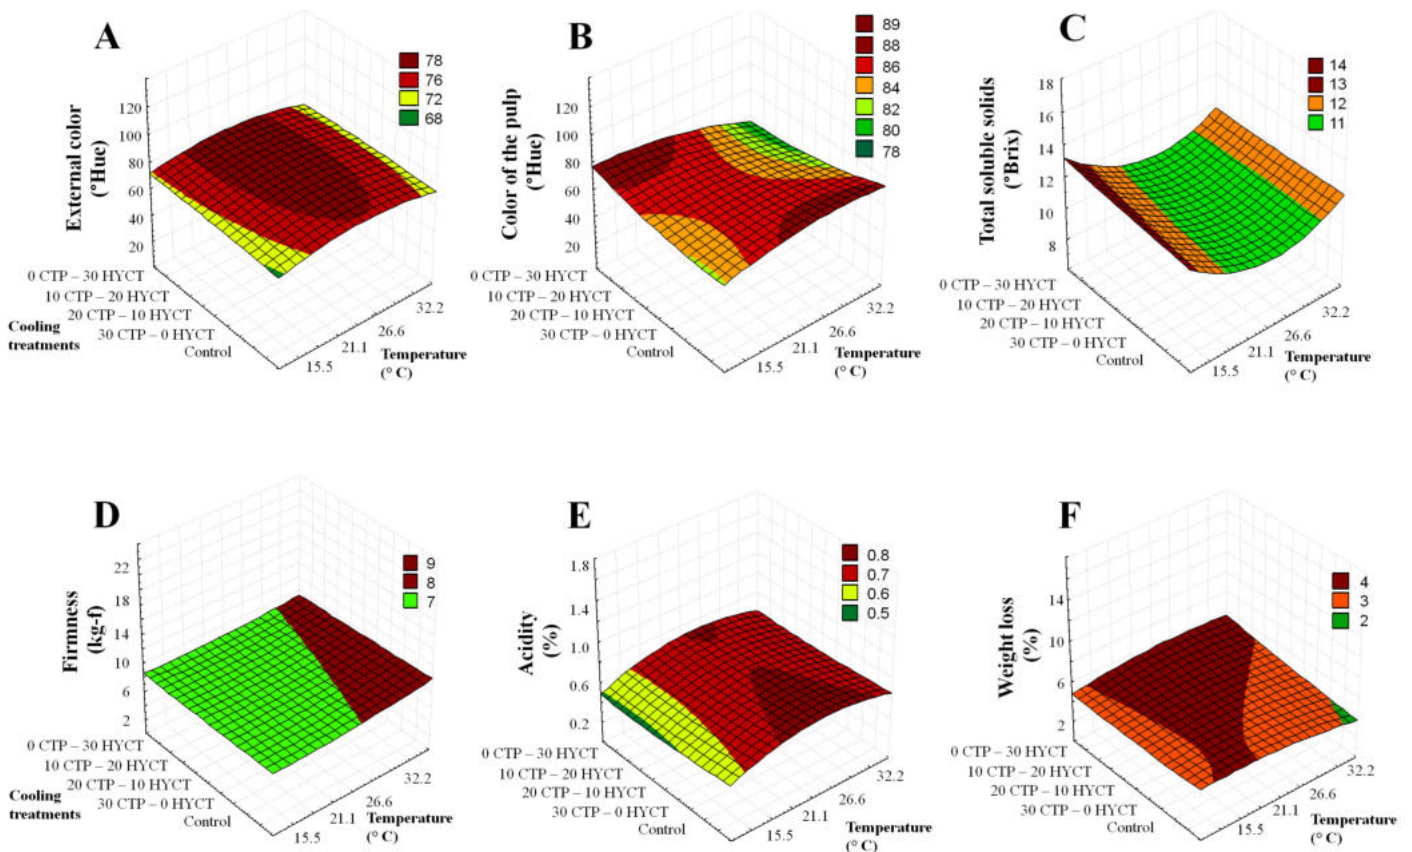 A
78
76
72
68
External color
(°Hue)
120
100
80
60
40
20
0 CTP – 30 HYCT
10 CTP – 20 HYCT
20 CTP – 10 HYCT
30 CTP – 0 HYCT
Control
Cooling
treatments
15.5
21.1
26.6
32.2
Temperature
(° C)
B
89
88
86
84
82
80
78
Color of the pulp
(°Hue)
120
100
80
60
40
20
0 CTP – 30 HYCT
10 CTP – 20 HYCT
20 CTP – 10 HYCT
30 CTP – 0 HYCT
Control
15.5
21.1
26.6
32.2
Temperature
(° C)
C
14
13
12
11
Total soluble solids
(°Brix)
18
16
14
12
10
8
0 CTP – 30 HYCT
10 CTP – 20 HYCT
20 CTP – 10 HYCT
30 CTP – 0 HYCT
Control
15.5
21.1
26.6
32.2
Temperature
(° C)
D
9
8
7
Firmness
(kg-f)
22
18
14
10
6
2
0 CTP – 30 HYCT
10 CTP – 20 HYCT
20 CTP – 10 HYCT
30 CTP – 0 HYCT
Control
Cooling
treatments
15.5
21.1
26.6
32.2
Temperature
(° C)
E
0.8
0.7
0.6
0.5
Acidity
(%)
1.8
1.4
1.0
0.6
0.2
0 CTP – 30 HYCT
10 CTP – 20 HYCT
20 CTP – 10 HYCT
30 CTP – 0 HYCT
Control
15.5
21.1
26.6
32.2
Temperature
(° C)
F
4
3
2
Weight loss
(%)
14
10
6
2
0 CTP – 30 HYCT
10 CTP – 20 HYCT
20 CTP – 10 HYCT
30 CTP – 0 HYCT
Control
15.5
21.1
26.6
32.2
Temperature
(° C)